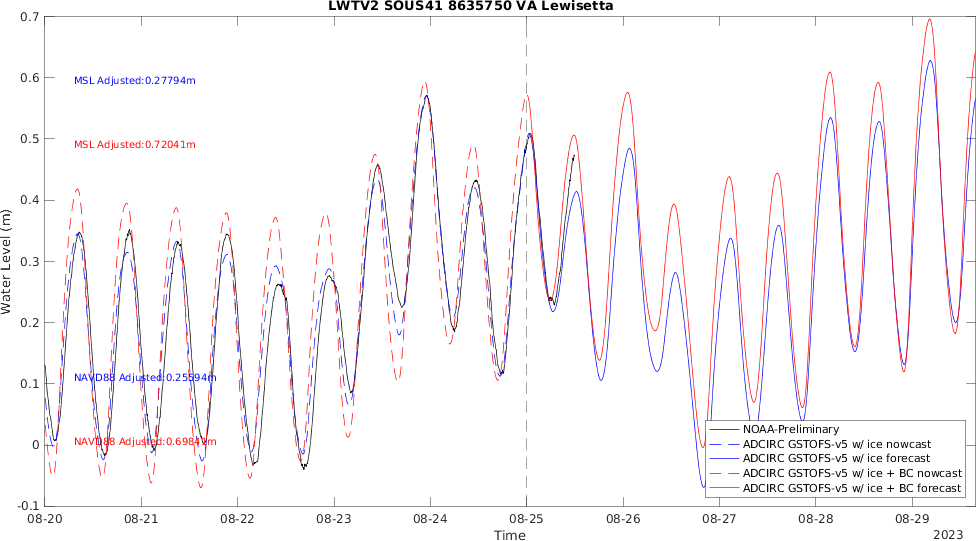 LWTV2 SOUS41 8635750 VA Lewisetta
0.7
0.6
0.5
0.4
0.3
0.2
0.1
0
-0.1
Water Level (m)
MSL Adjusted:0.27794m
MSL Adjusted:0.72041m
NAVD88 Adjusted:0.25594m
NAVD88 Adjusted:
NOAA-Preliminary
ADCIRC GSTOFS-v5 w/ ice nowcast
ADCIRC GSTOFS-v5 w/ ice forecast
ADCIRC GSTOFS-v5 w/ ice + BC nowcast
ADCIRC GSTOFS-v5 w/ ice + BC forecast
08-20 08-21 08-22 08-23 08-24 08-25 08-26 08-27 08-28 08-29
Time
2023